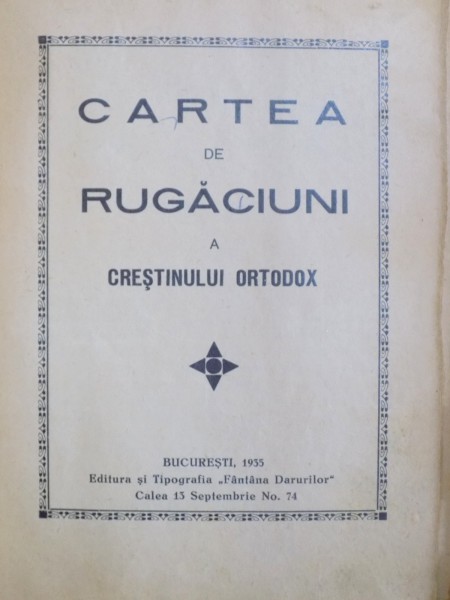 CARTEA
DE
RUGĂCIUNI
A
CREŞTINULUI ORTODOX
BUCUREŞTI, 1935
Editura şi Tipografia „Fântâna Darurilor"
Calea 13 Septembrie No. 74